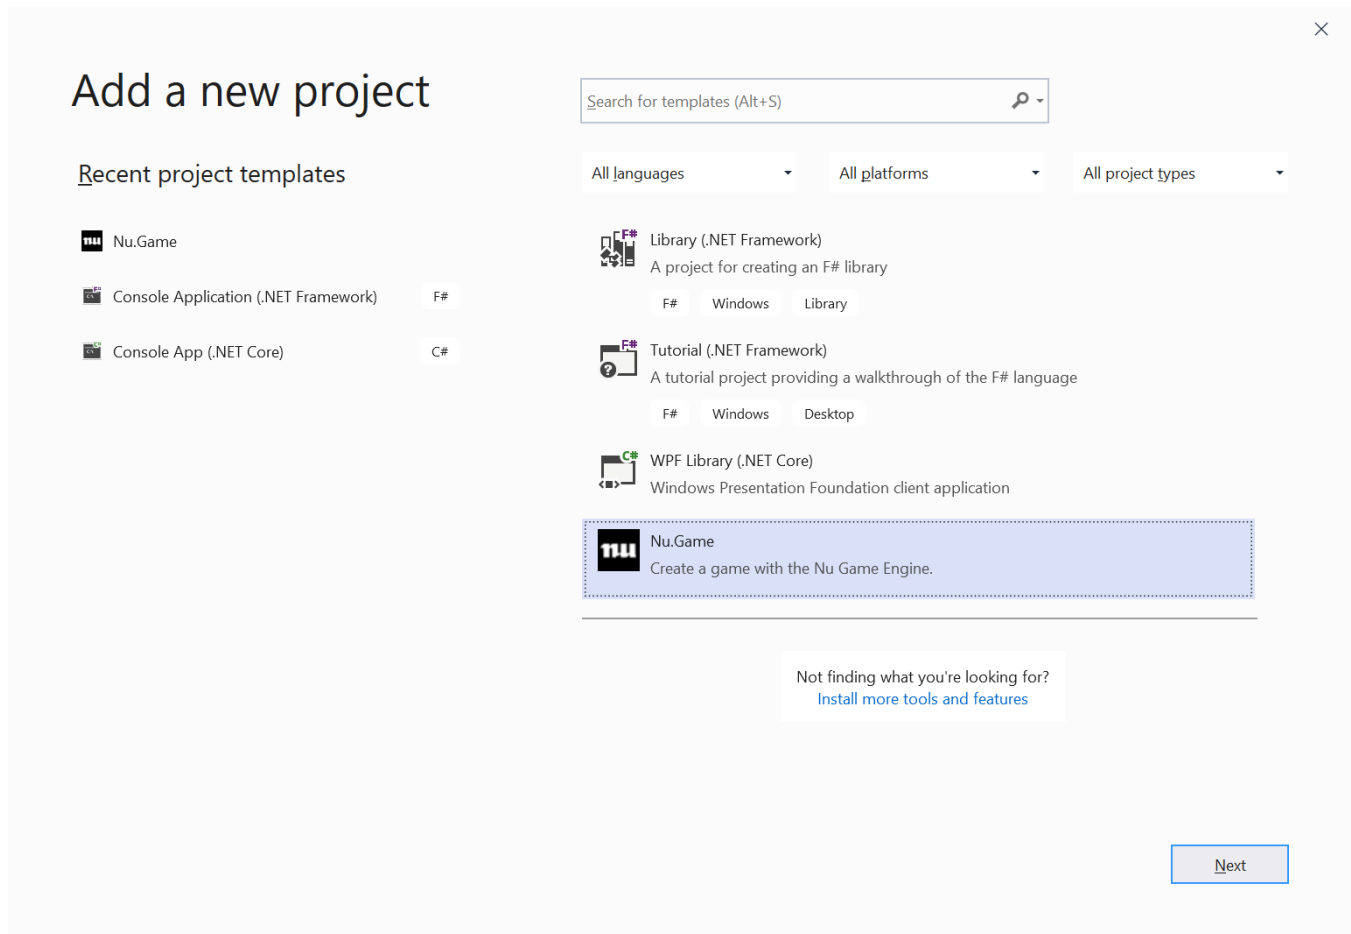 Add a new project
Search for templates (Alt+S)
Recent project templates
All languages
All platforms
All project types
nu
Nu.Game
Console Application (.NET Framework)
F#
Console App (.NET Core)
C#
F#
Library (.NET Framework)
A project for creating an F# library
F#
Windows
Library
F#
Tutorial (.NET Framework)
A tutorial project providing a walkthrough of the F# language
F#
Windows
Desktop
C#
WPF Library (.NET Core)
Windows Presentation Foundation client application
nu
Nu.Game
Create a game with the Nu Game Engine.
Not finding what you're looking for?
Install more tools and features
Next